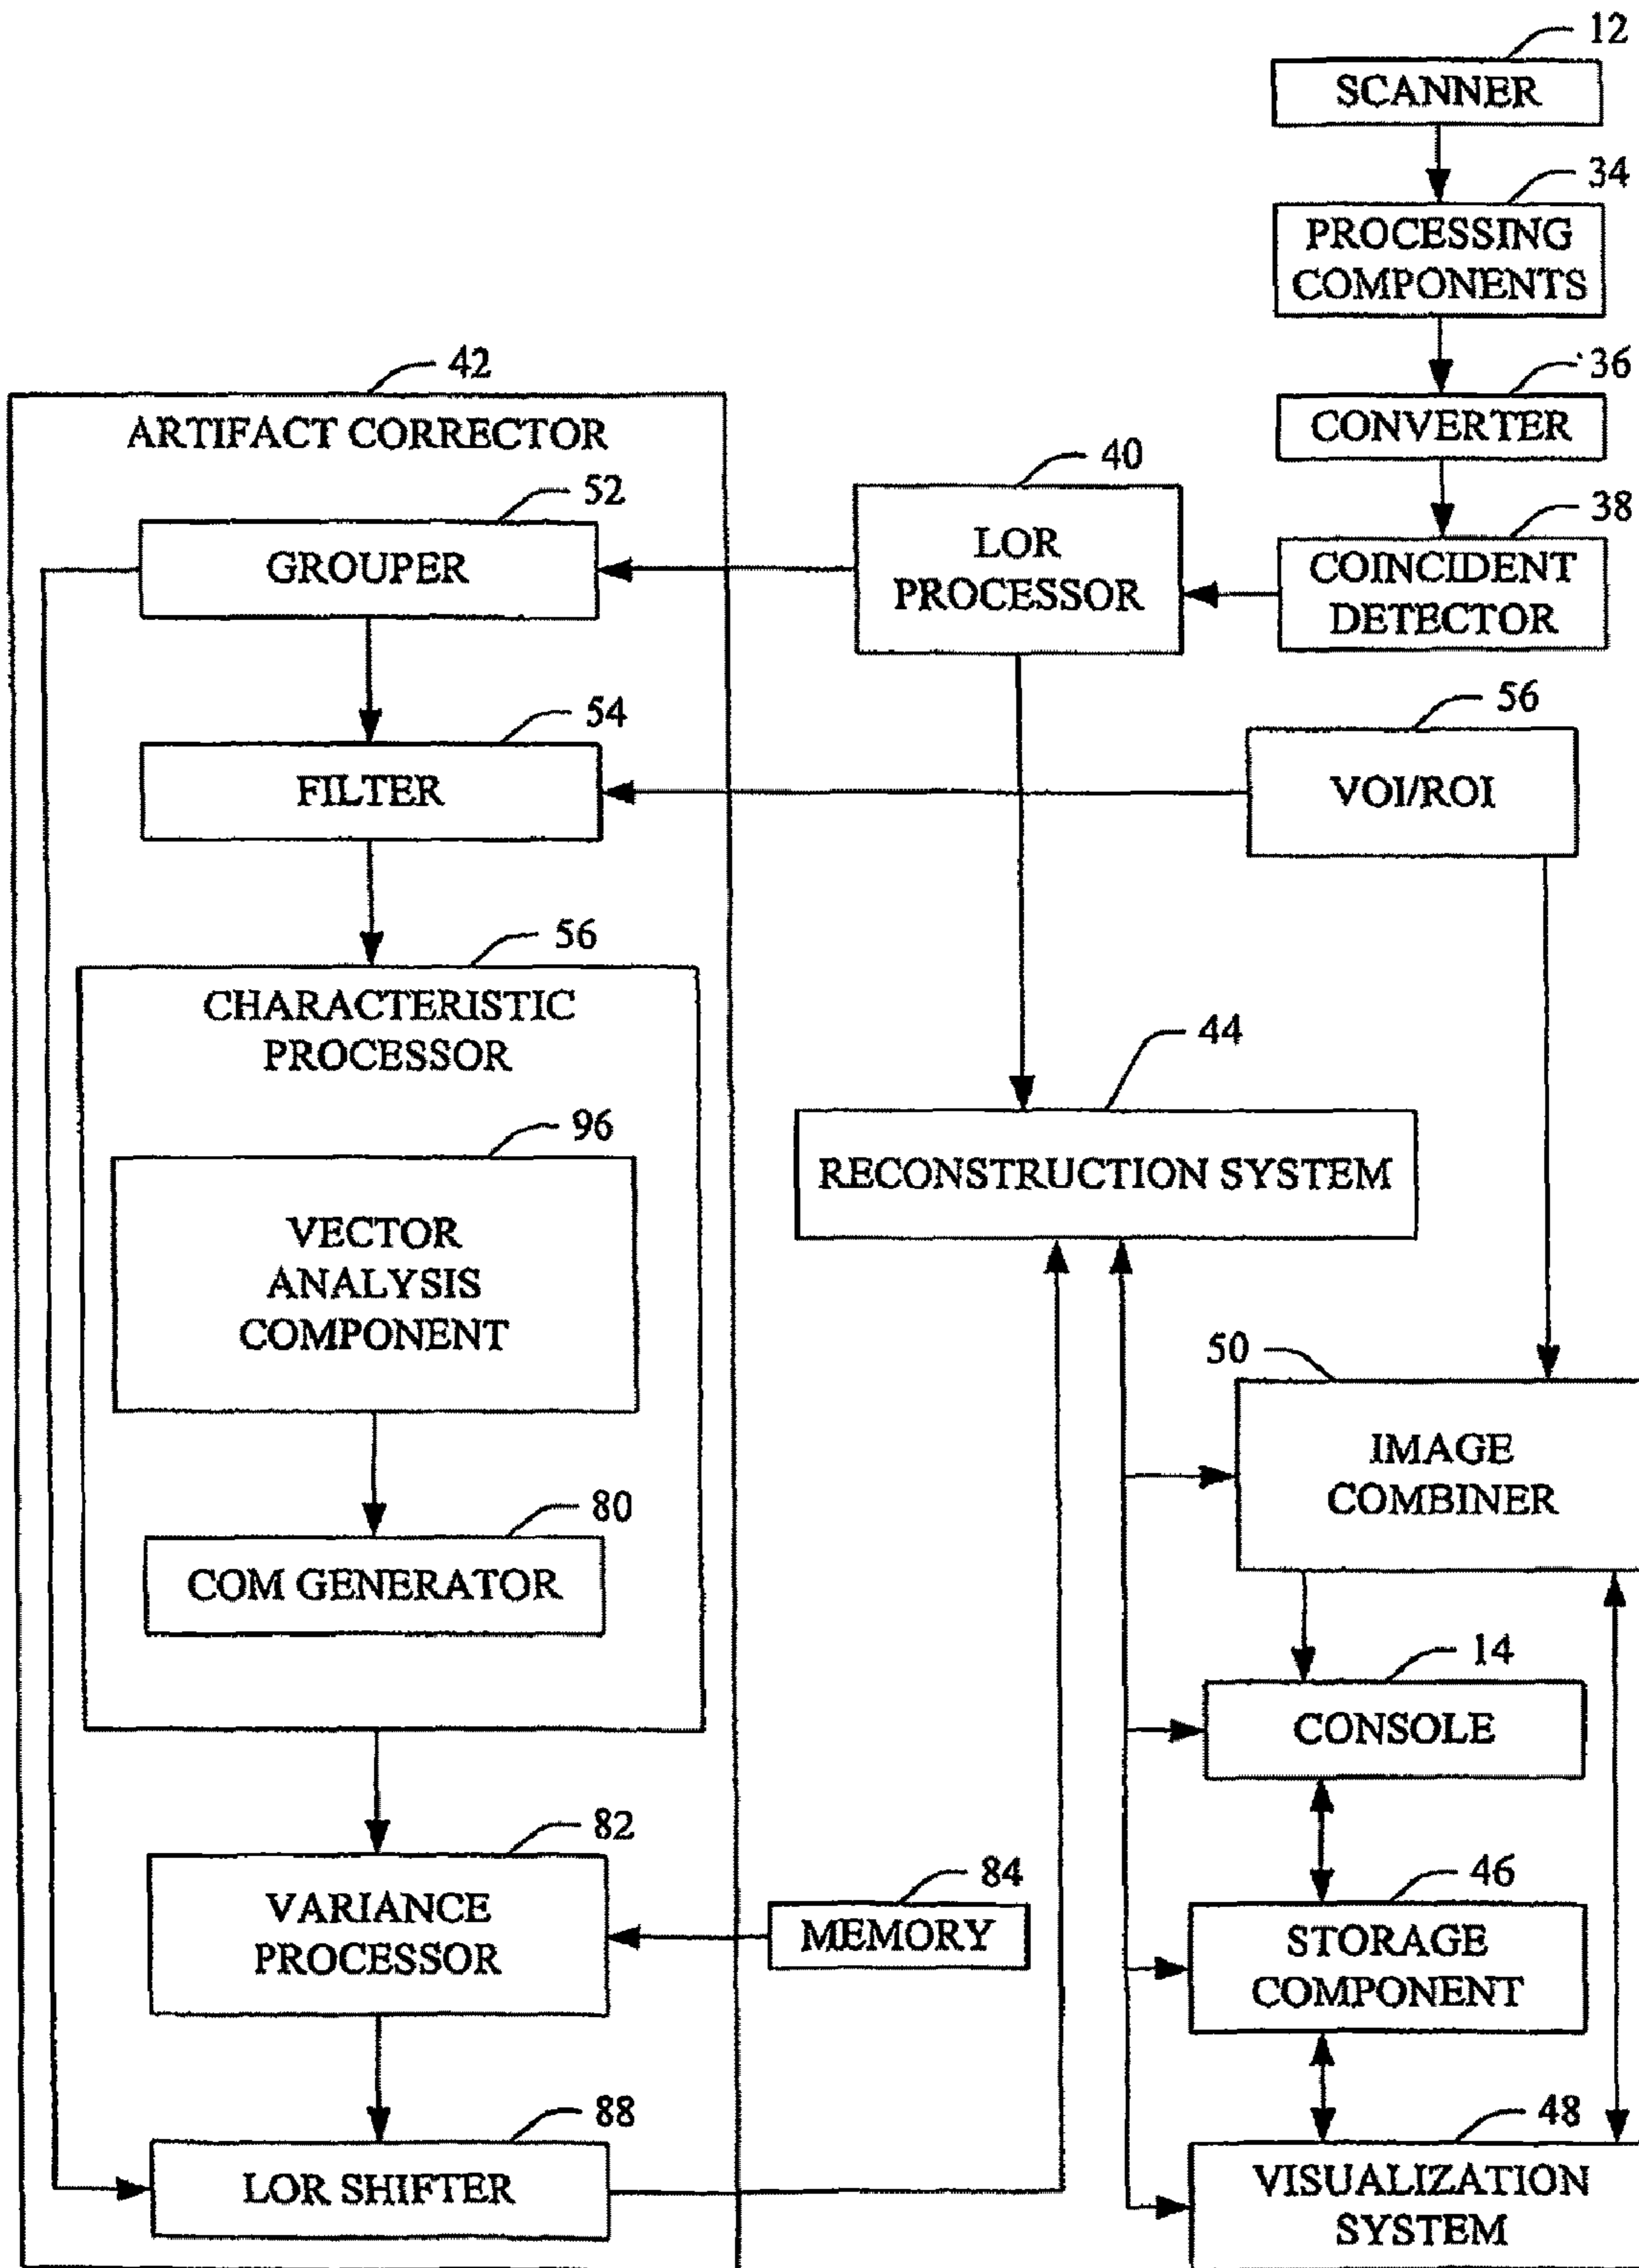 12
SCANNER
34
PROCESSING
COMPONENTS
36
CONVERTER
38
COINCIDENT
DETECTOR
40
LOR
PROCESSOR
42
ARTIFACT CORRECTOR
52
GROUPER
54
FILTER
56
VOI/ROI
56
CHARACTERISTIC
PROCESSOR
96
VECTOR
ANALYSIS
COMPONENT
80
COM GENERATOR
44
RECONSTRUCTION SYSTEM
50
IMAGE
COMBINER
14
CONSOLE
82
VARIANCE
PROCESSOR
84
MEMORY
46
STORAGE
COMPONENT
88
LOR SHIFTER
48
VISUALIZATION
SYSTEM